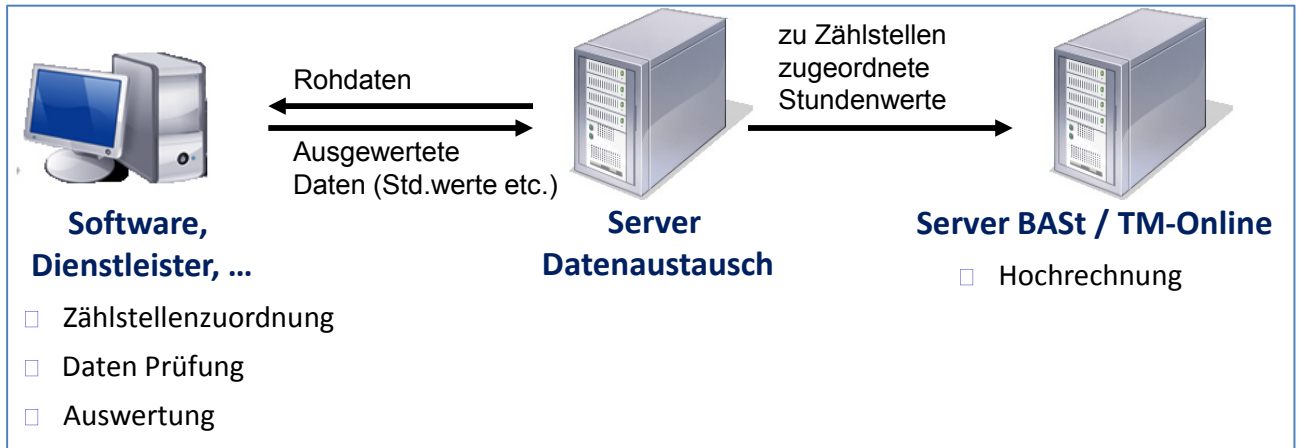 Rohdaten
Ausgewertete
Daten (Std.werte etc.)
zu Zählstellen
zugeordnete
Stundenwerte
Software,
Dienstleister, …
Server
Datenaustausch
Server BASt / TM-Online
Zählstellenzuordnung
Daten Prüfung
Auswertung
Hochrechnung